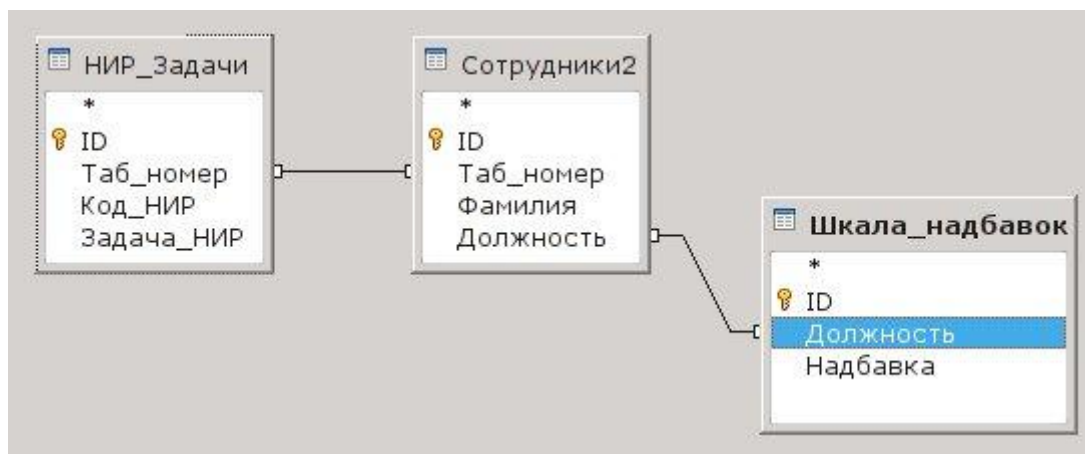 НИР_Задачи
*
ID
Таб_номер
Код_НИР
Задача_НИР
Сотрудники2
*
ID
Таб_номер
Фамилия
Должность
Шкала_надбавок
*
ID
Должность
Надбавка